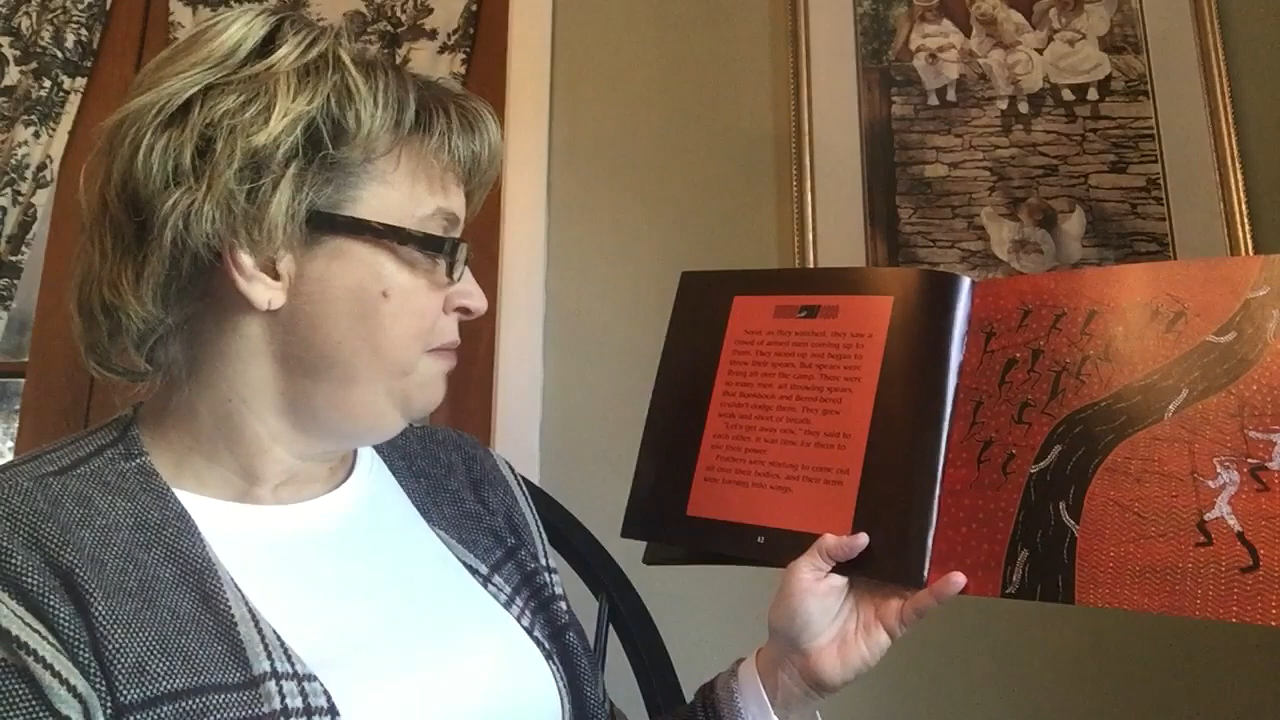 Soon, as they watched, they saw a
crowd of armed men coming up to
them. They stood up and began to
throw their spears. But spears were
flying all over the camp. There were
so many men, all throwing spears,
that Bookbook and Bered-bered
couldn't dodge them. They grew
weak and short of breath.
"Let's get away now," they said to
each other. It was time for them to
use their power.
Feathers were starting to come out
all over their bodies, and their arms
were turning into wings.
12